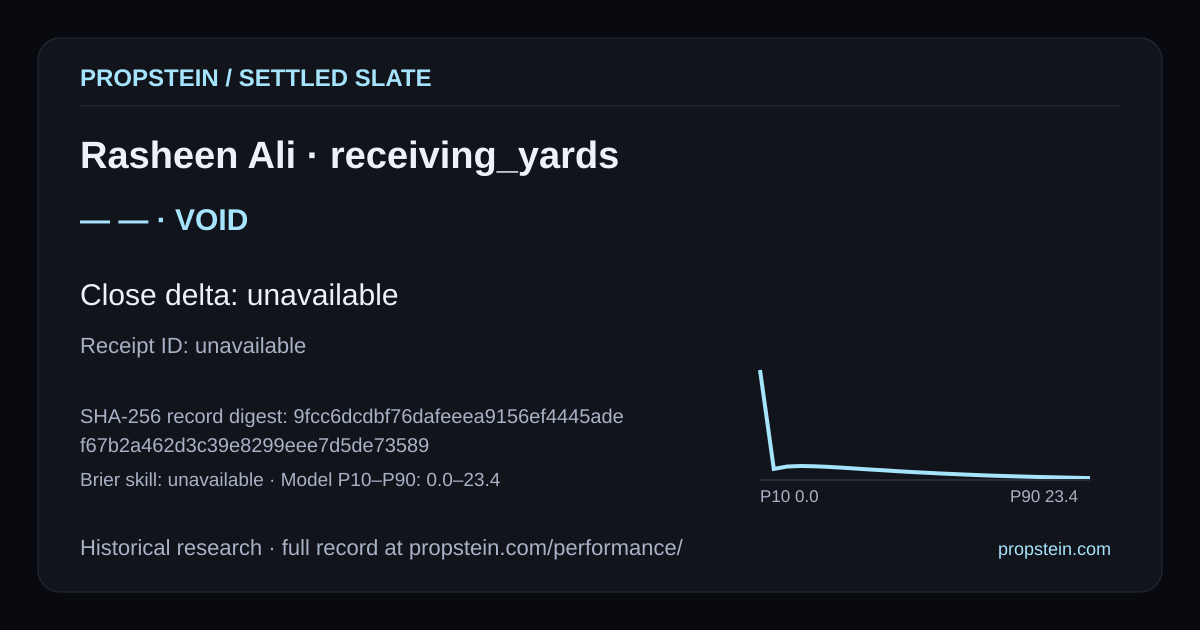 PROPSTEIN / SETTLED SLATE
Rasheen Ali · receiving_yards
— — · VOID
Close delta: unavailable
Receipt ID: unavailable
SHA-256 record digest: 9fcc6dcdbf76dafeeea9156ef4445ade
f67b2a462d3c39e8299eee7d5de73589
Brier skill: unavailable · Model P10–P90: 0.0–23.4
P10 0.0
P90 23.4
Historical research · full record at propstein.com/performance/
propstein.com